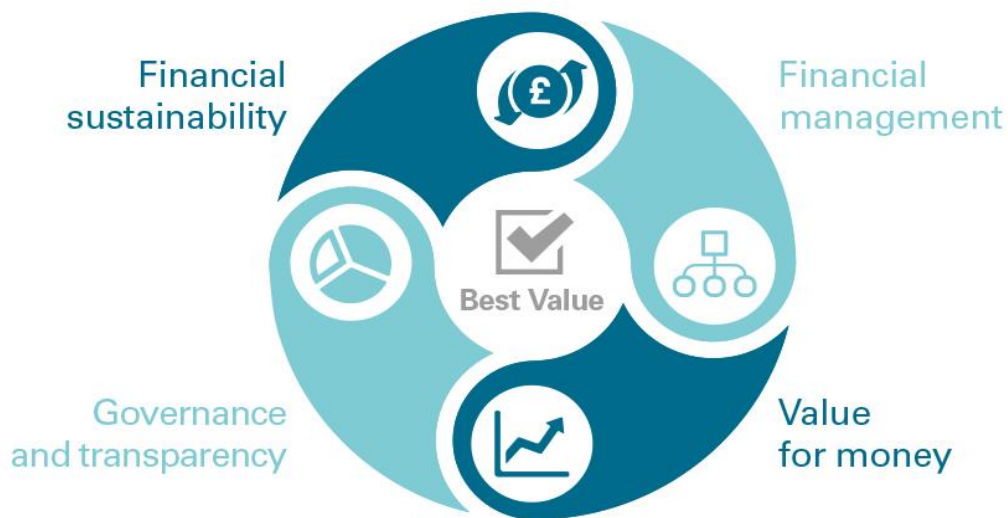 Financial
sustainability
£
Financial
management
Best Value
Governance
and transparency
Value
for money